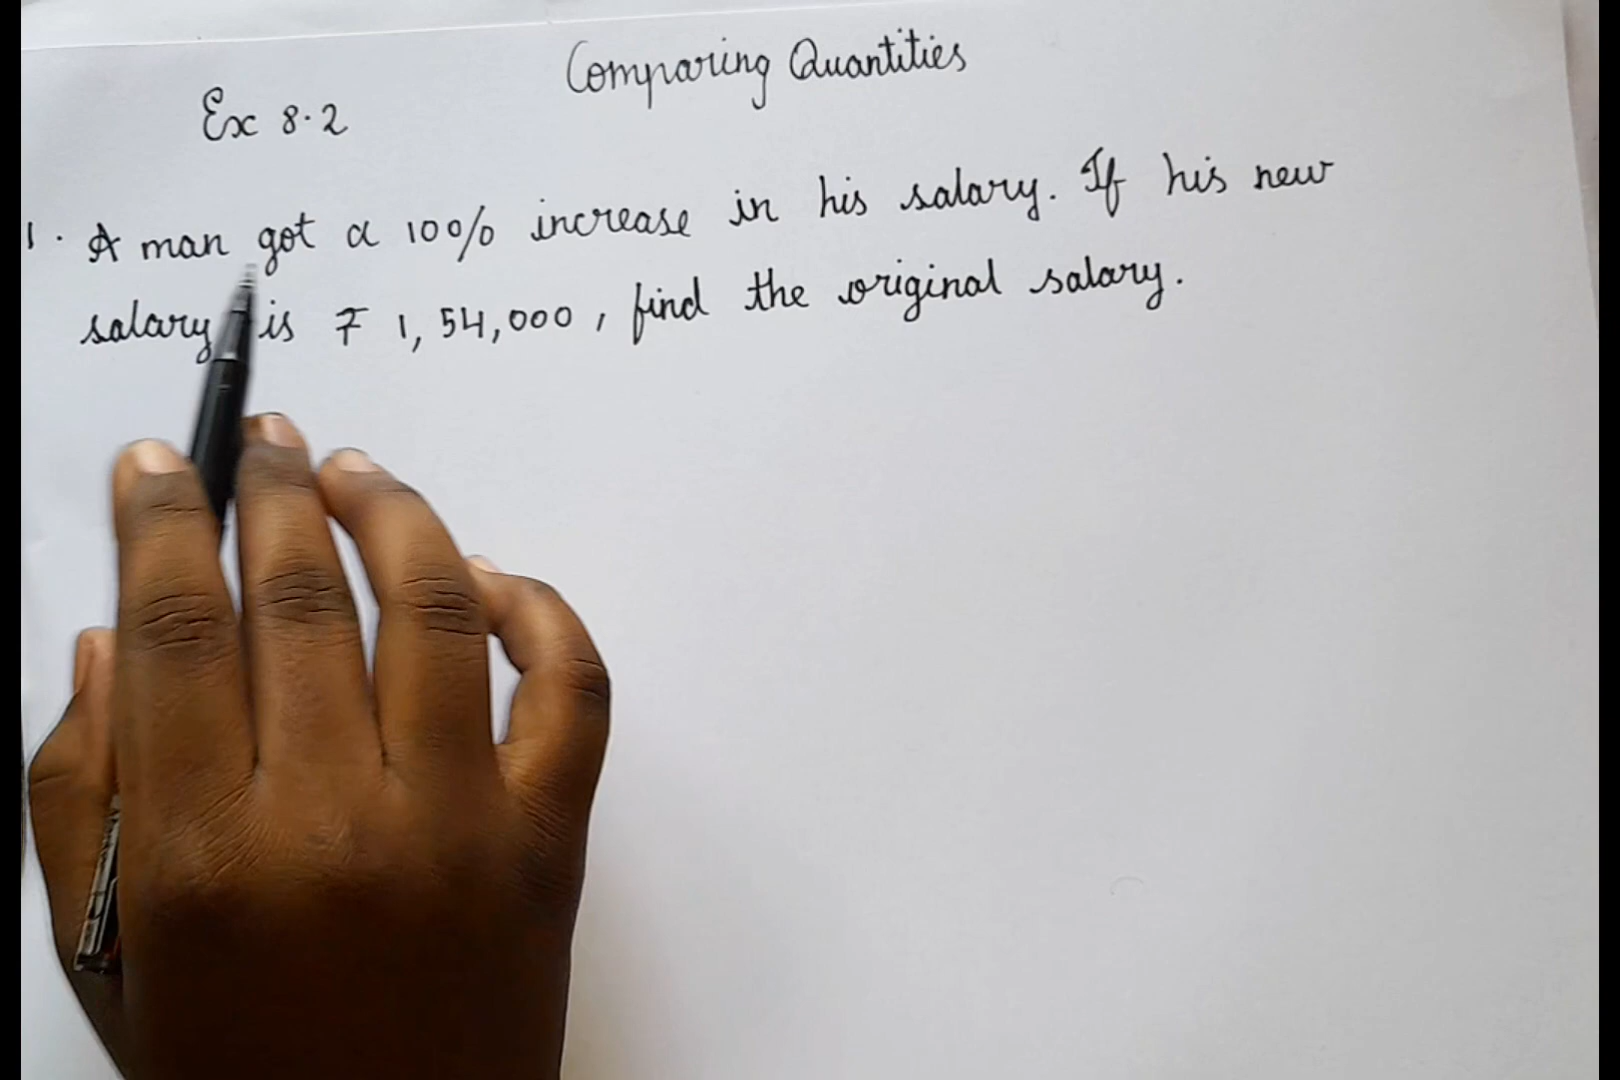 Comparing Quantities
Ex 8.2
1. A man got a 10% increase in his salary. If his new
salary is ₹ 1,54,000, find the original salary.